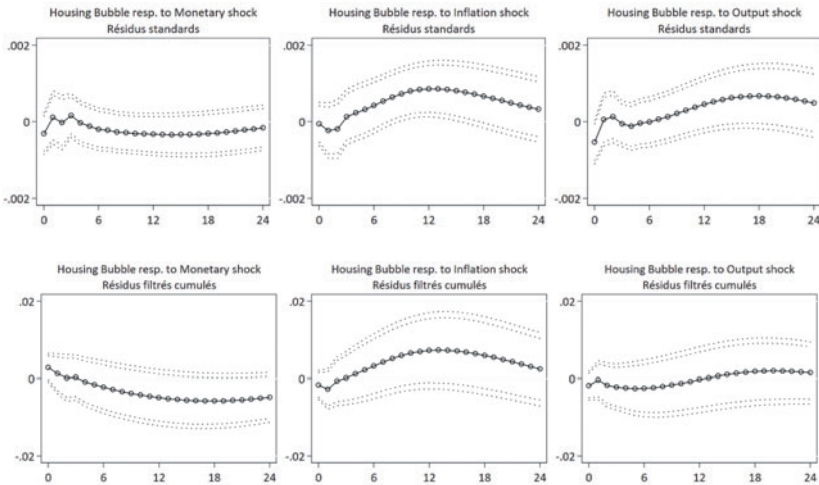 Housing Bubble resp. to Monetary shock
Résidus standards
.002
0
-.002
0 6 12 18 24
Housing Bubble resp. to Inflation shock
Résidus standards
.002
0
-.002
0 6 12 18 24
Housing Bubble resp. to Output shock
Résidus standards
.002
0
-.002
0 6 12 18 24
Housing Bubble resp. to Monetary shock
Résidus filtrés cumulés
.02
0
-.02
0 6 12 18 24
Housing Bubble resp. to Inflation shock
Résidus filtrés cumulés
.02
0
-.02
0 6 12 18 24
Housing Bubble resp. to Output shock
Résidus filtrés cumulés
.02
0
-.02
0 6 12 18 24